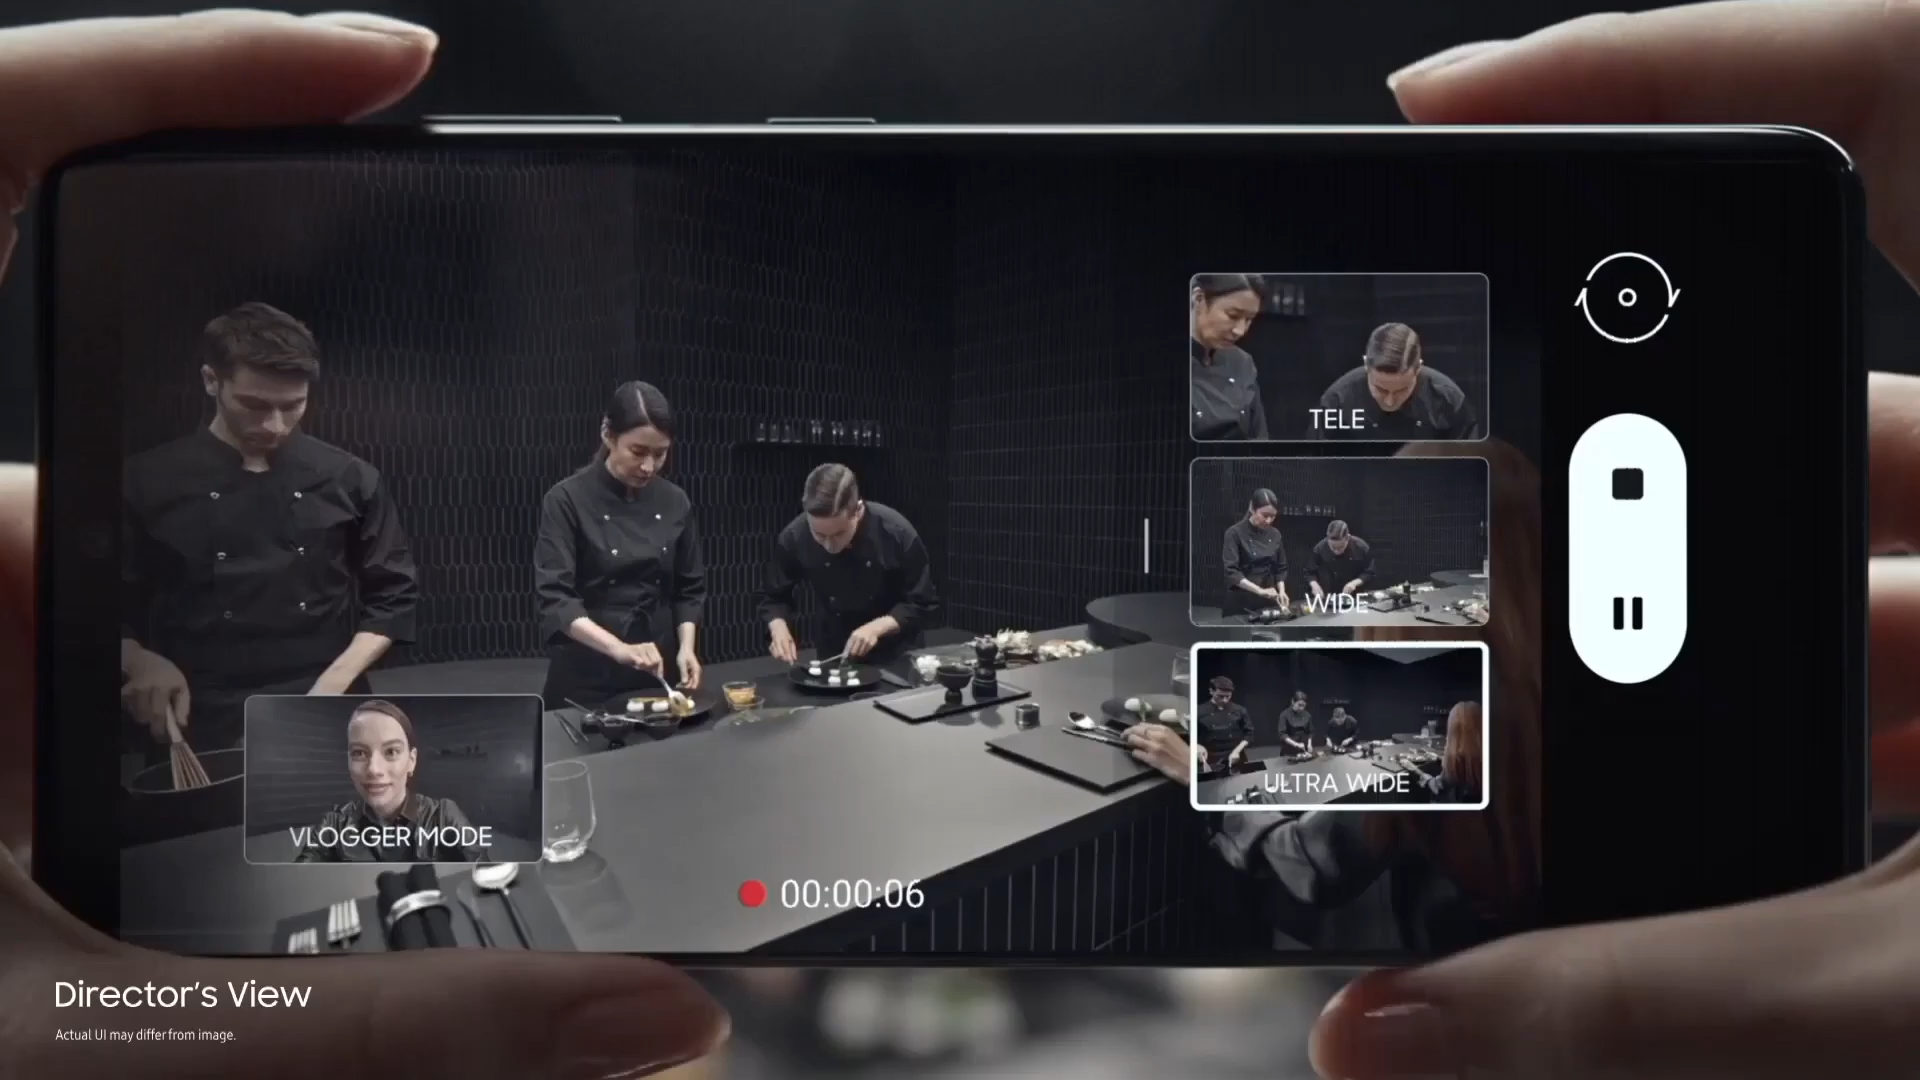 TELE
WIDE
ULTRA WIDE
VLOGGER MODE
00:00:06
Director's View
Actual UI may differ from image.